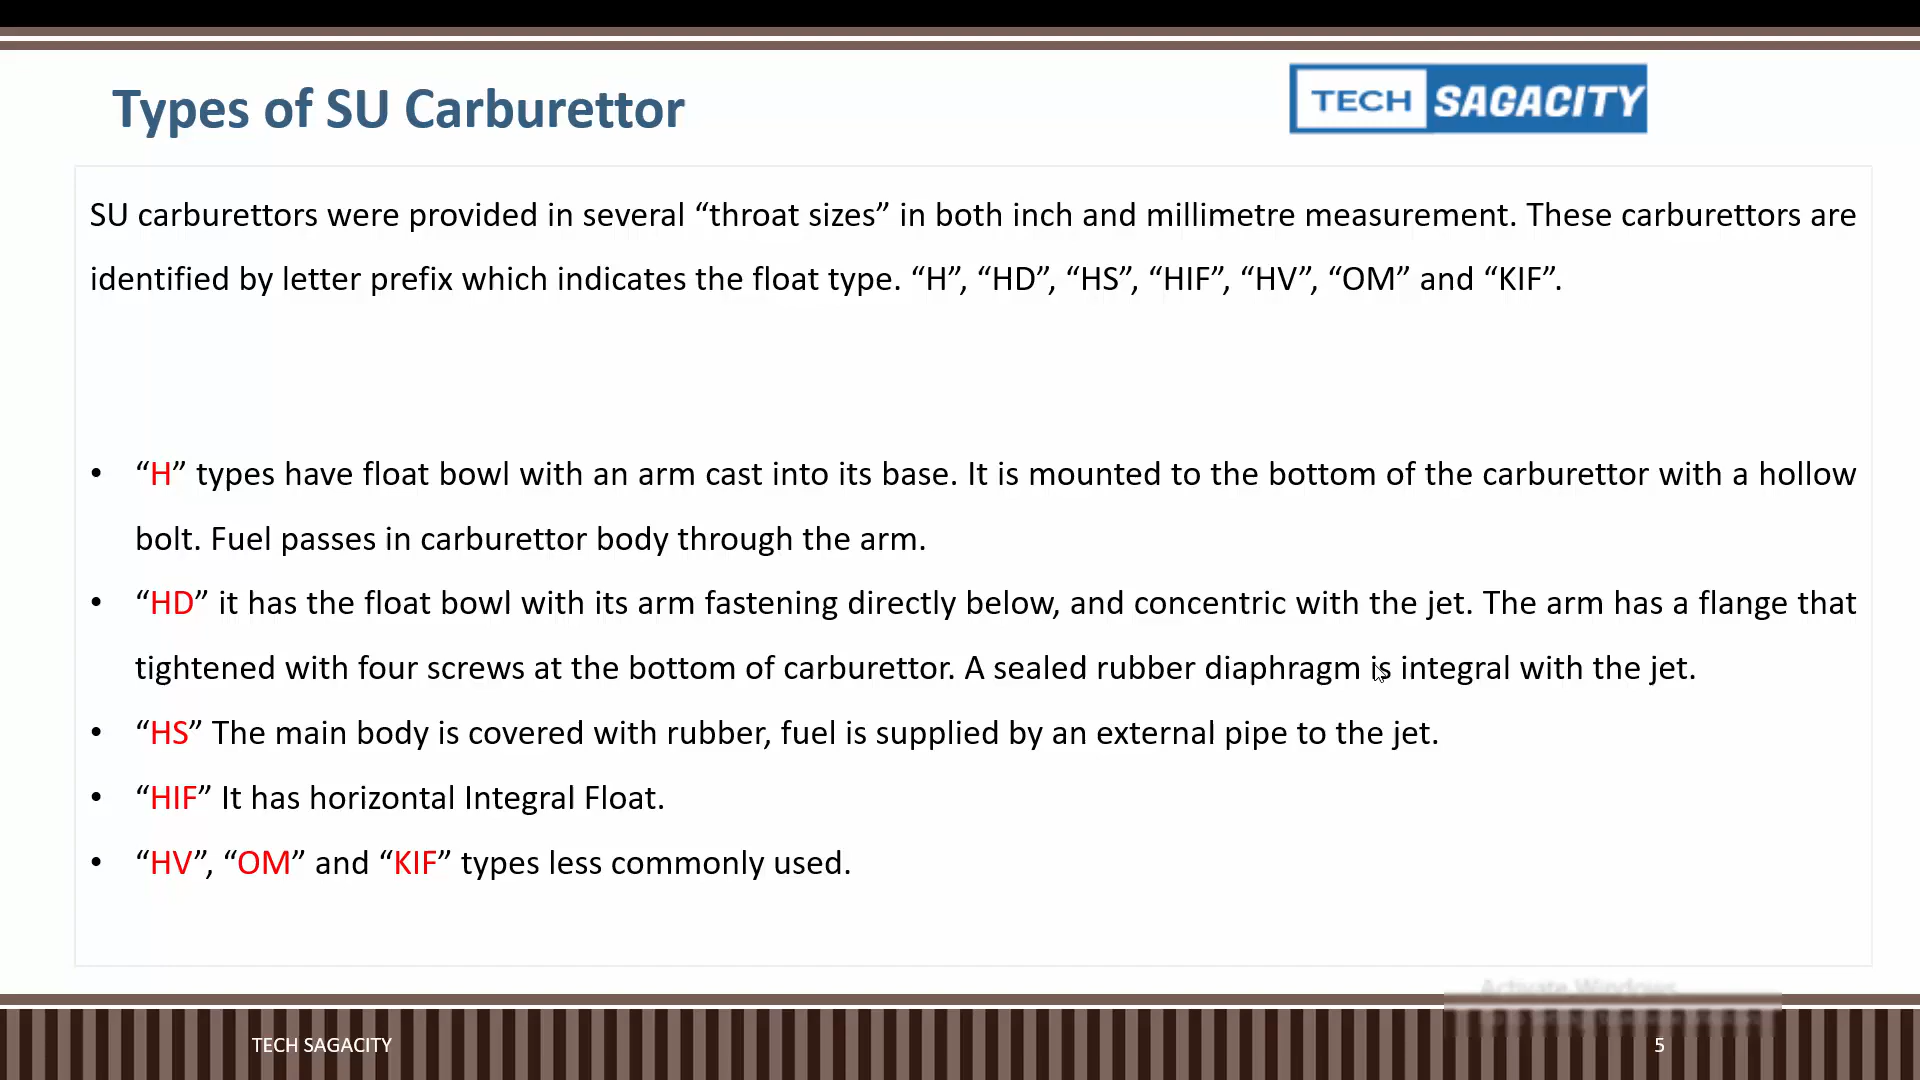 Types of SU Carburettor
TECH SAGACITY
SU carburettors were provided in several “throat sizes” in both inch and millimetre measurement. These carburettors are
identified by letter prefix which indicates the float type. “H”, “HD”, “HS”, “HIF”, “HV”, “OM” and “KIF”.
• “H” types have float bowl with an arm cast into its base. It is mounted to the bottom of the carburettor with a hollow
bolt. Fuel passes in carburettor body through the arm.
• “HD” it has the float bowl with its arm fastening directly below, and concentric with the jet. The arm has a flange that
tightened with four screws at the bottom of carburettor. A sealed rubber diaphragm is integral with the jet.
• “HS” The main body is covered with rubber, fuel is supplied by an external pipe to the jet.
• “HIF” It has horizontal Integral Float.
• “HV”, “OM” and “KIF” types less commonly used.
Activate Windows
TECH SAGACITY
5